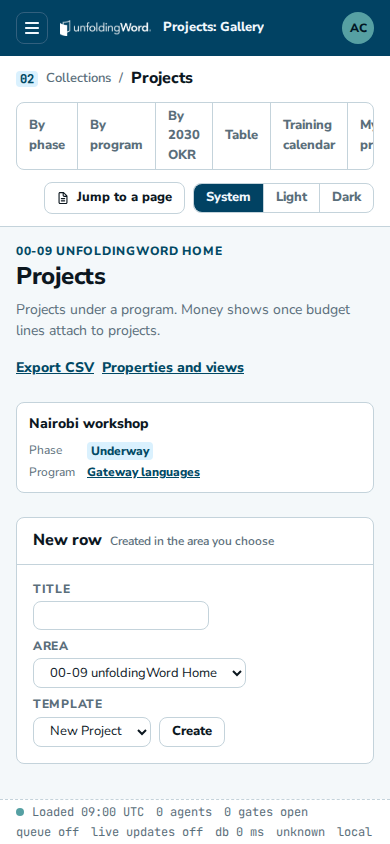 unfoldingWord. Projects: Gallery AC
02 Collections / Projects
By phase
By program
By 2030 OKR
Table
Training calendar
Jump to a page System Light Dark
00-09 UNFOLDINGWORD HOME
Projects
Projects under a program. Money shows once budget
lines attach to projects.
Export CSV Properties and views
Nairobi workshop
Phase Underway
Program Gateway languages
New row Created in the area you choose
TITLE
AREA
00-09 unfoldingWord Home
TEMPLATE
New Project Create
Loaded 09:00 UTC 0 agents 0 gates open
queue off live updates off db 0 ms unknown local